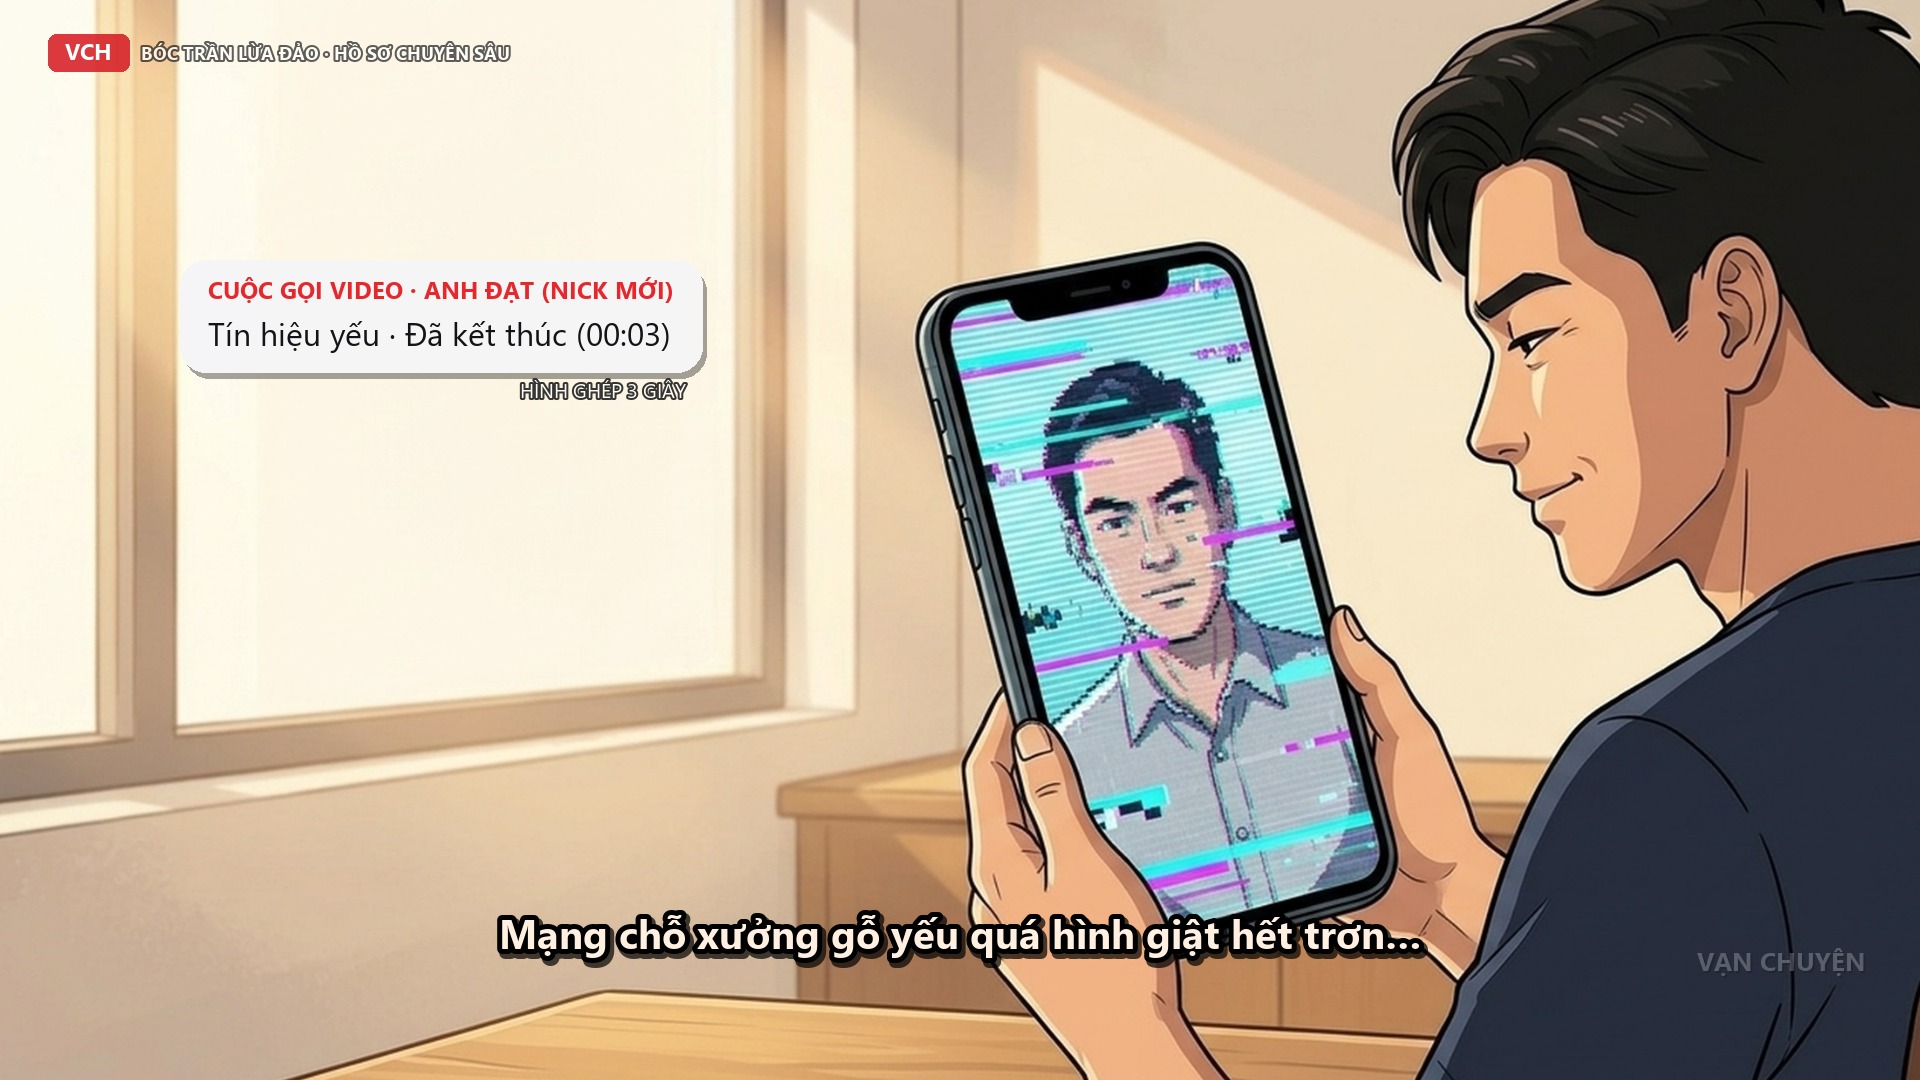 VCH BÓC TRẦN LỪA ĐẢO · HỒ SƠ CHUYÊN SÂU
CUỘC GỌI VIDEO · ANH ĐẠT (NICK MỚI)
Tín hiệu yếu · Đã kết thúc (00:03)
HÌNH GHÉP 3 GIÂY
Mạng chỗ xưởng gỗ yếu quá hình giật hết trơn...
VẠN CHUYỆN